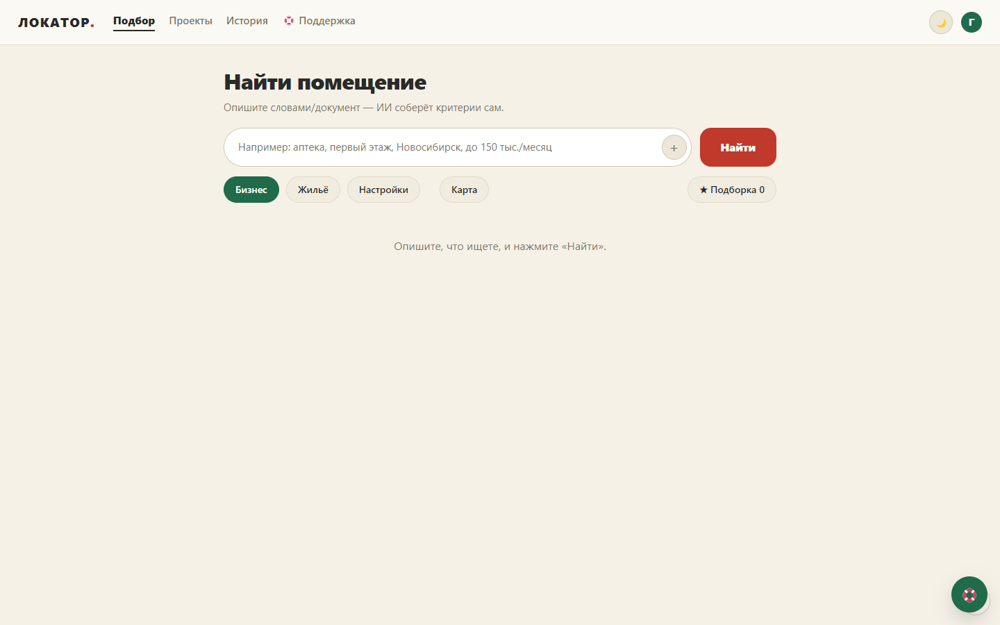 ЛОКАТОР. Подбор Проекты История Поддержка Г
Найти помещение
Опишите словами/документ — ИИ соберёт критерии сам.
Например: аптека, первый этаж, Новосибирск, до 150 тыс./месяц + Найти
Бизнес Жильё Настройки Карта ★ Подборка 0
Опишите, что ищете, и нажмите «Найти».